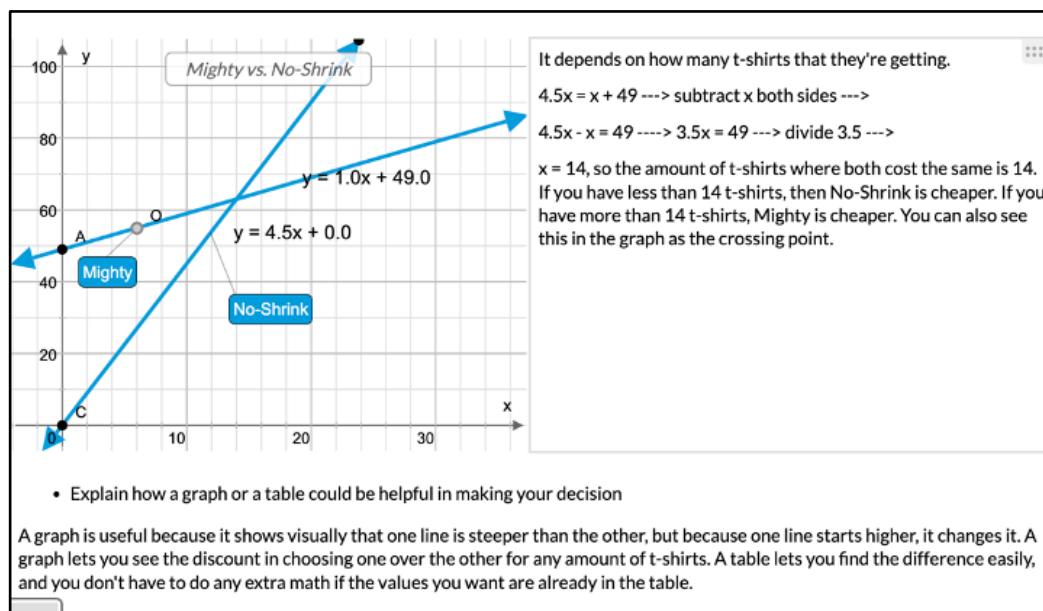 y
Mighty vs. No-Shrink
100
80
y = 1.0x + 49.0
60
O
A
y = 4.5x + 0.0
Mighty
40
No-Shrink
20
C
x
0
10
20
30
It depends on how many t-shirts that they're getting.
4.5x = x + 49 ---> subtract x both sides --->
4.5x - x = 49 ----> 3.5x = 49 ---> divide 3.5 --->
x = 14, so the amount of t-shirts where both cost the same is 14.
If you have less than 14 t-shirts, then No-Shrink is cheaper. If you
have more than 14 t-shirts, Mighty is cheaper. You can also see
this in the graph as the crossing point.
• Explain how a graph or a table could be helpful in making your decision
A graph is useful because it shows visually that one line is steeper than the other, but because one line starts higher, it changes it. A
graph lets you see the discount in choosing one over the other for any amount of t-shirts. A table lets you find the difference easily,
and you don't have to do any extra math if the values you want are already in the table.